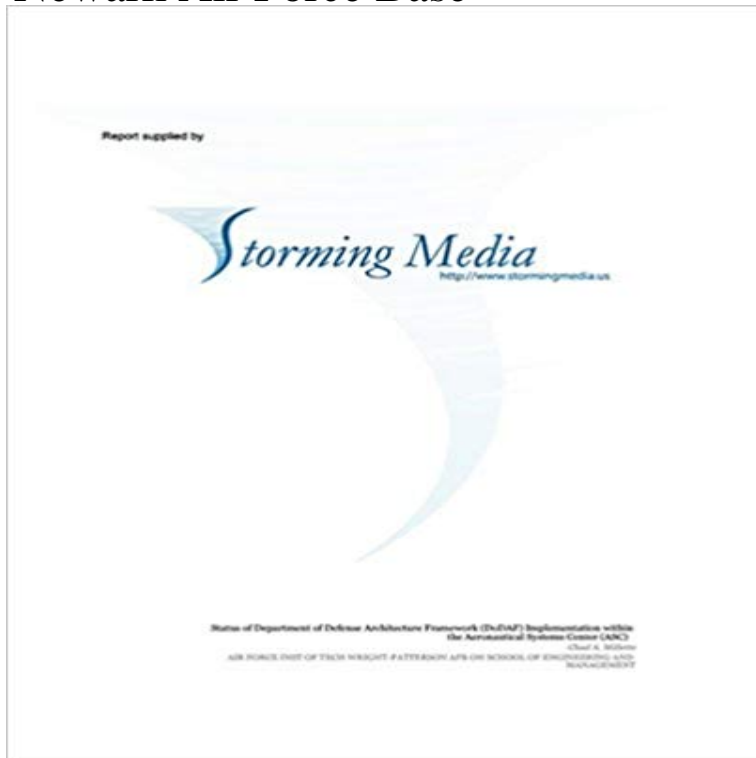 Newark Air Force Base
Report supplied by
Storming Media
http://www.stormingmedia.us
Status of Department of Defense Architecture Framework (DoDAF) Implementation within
the Aeronautical Systems Center (ASC)
Chad A. Millette
AIR FORCE INST OF TECH WRIGHT-PATTERSON AFB OH SCHOOL OF ENGINEERING AND
MANAGEMENT